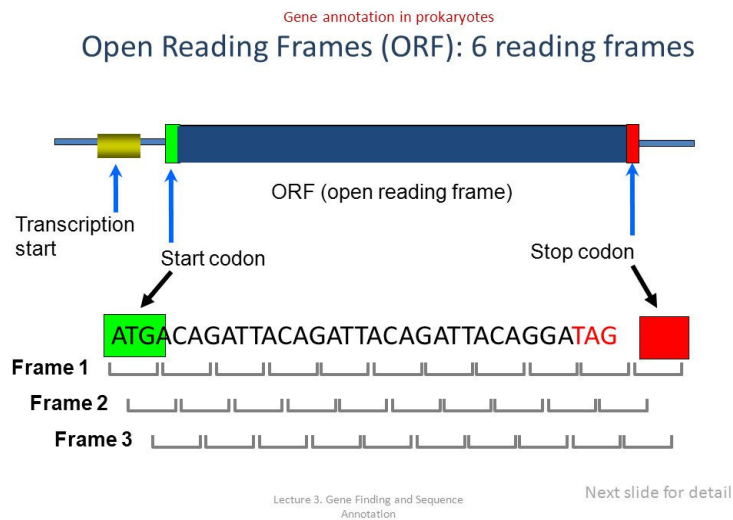 Gene annotation in prokaryotes
Open Reading Frames (ORF): 6 reading frames
ORF (open reading frame)
Transcription
start
Start codon
Stop codon
ATGACAGATTACAGATTACAGATTACAGGATAG
Frame 1
Frame 2
Frame 3
Lecture 3. Gene Finding and Sequence
Annotation
Next slide for detail